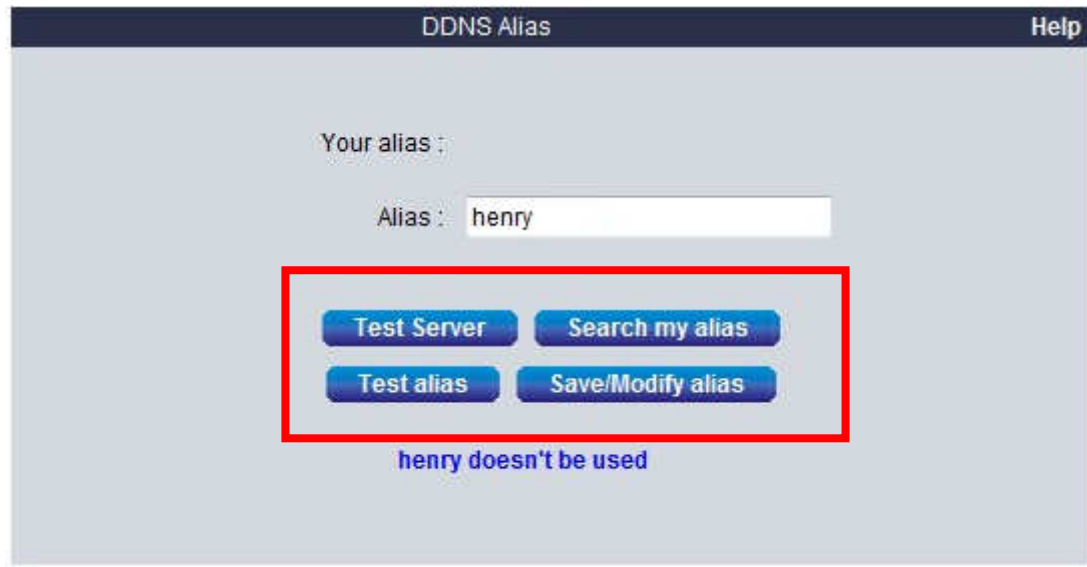 DDNS Alias Help
Your alias :
Alias : henry
Test Server Search my alias
Test alias Save/Modify alias
henry doesn't be used